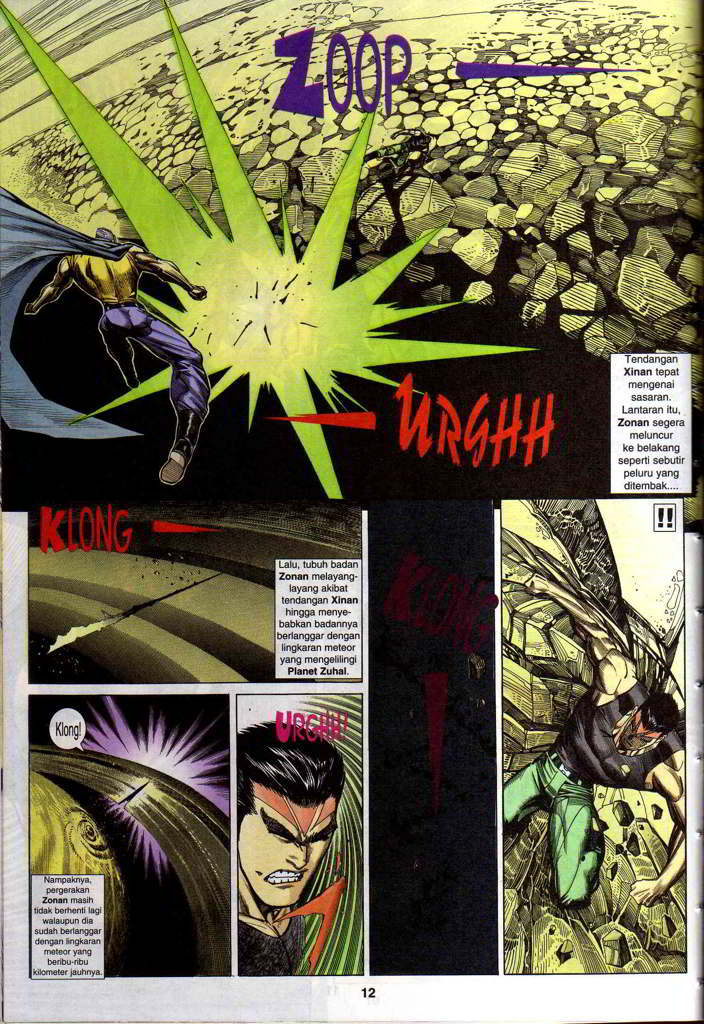 ZOOP
Tendangan
Xinan tepat
mengenai
sasaran.
Lantaran itu,
Zonan segera
meluncur
ke belakang
seperti sebutir
peluru yang
ditembak....
URGHH
KLONG
Lalu, tubuh badan
Zonan melayang-
layang akibat
tendangan Xinan
hingga menye-
babkan badannya
berlanggar dengan
lingkaran meteor
yang mengelilingi
Planet Zuhal.
KLONG
!!
Klong!
URGHH!
Nampaknya,
pergerakan
Zonan masih
tidak berhenti lagi
walaupun dia
sudah berlanggar
dengan lingkaran
meteor yang
beribu-ribu
kilometer jauhnya.
12